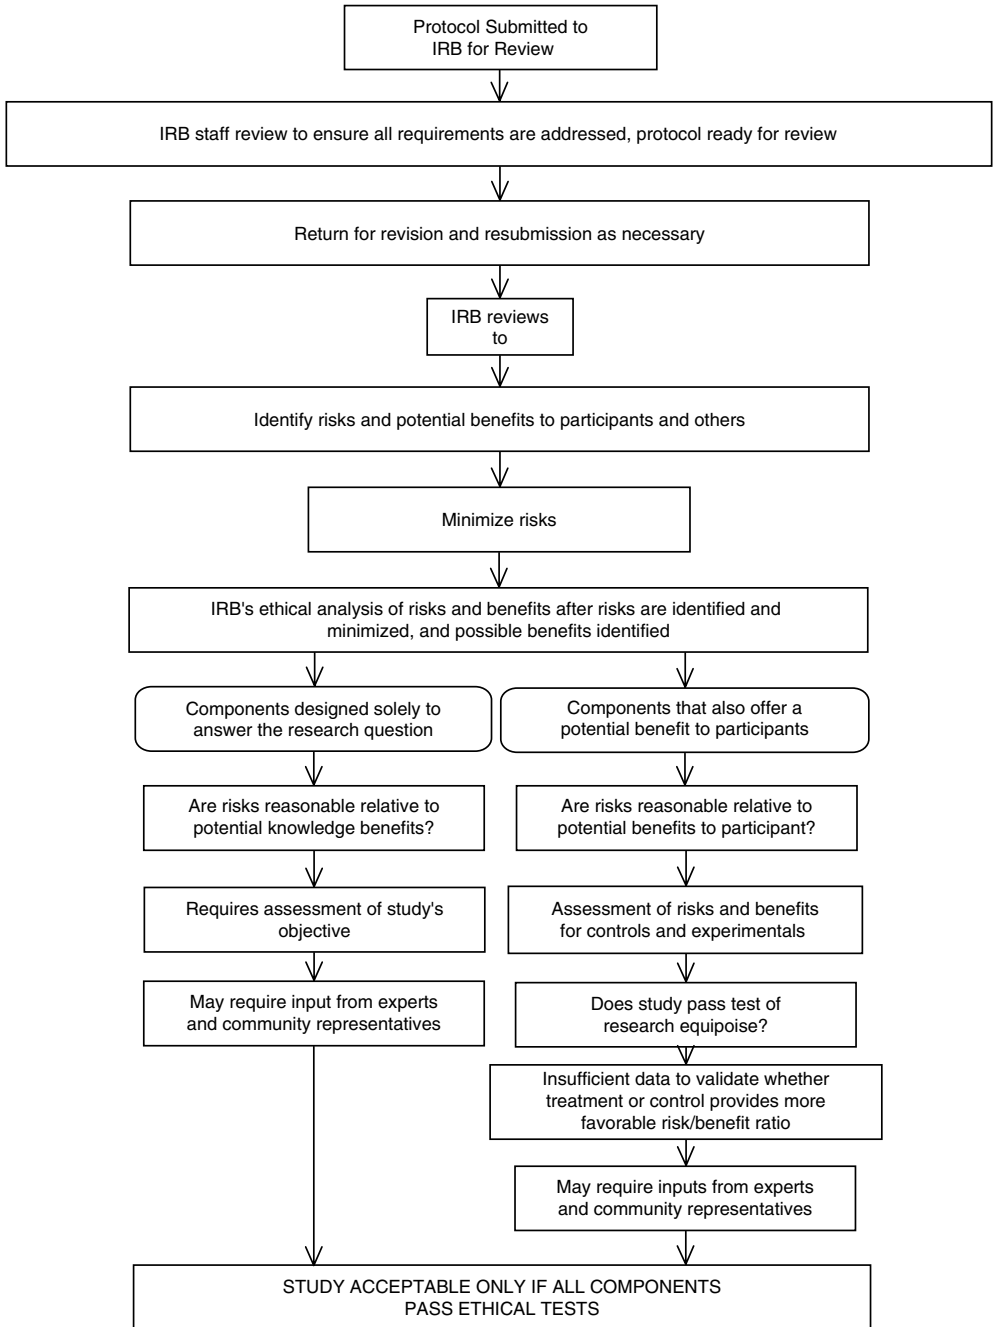 Protocol Submitted to
IRB for Review
IRB staff review to ensure all requirements are addressed, protocol ready for review
Return for revision and resubmission as necessary
IRB reviews
to
Identify risks and potential benefits to participants and others
Minimize risks
IRB's ethical analysis of risks and benefits after risks are identified and
minimized, and possible benefits identified
Components designed solely to
answer the research question
Are risks reasonable relative to
potential knowledge benefits?
Requires assessment of study's
objective
May require input from experts
and community representatives
Components that also offer a
potential benefit to participants
Are risks reasonable relative to
potential benefits to participant?
Assessment of risks and benefits
for controls and experimentals
Does study pass test of
research equipoise?
Insufficient data to validate whether
treatment or control provides more
favorable risk/benefit ratio
May require inputs from experts
and community representatives
STUDY ACCEPTABLE ONLY IF ALL COMPONENTS
PASS ETHICAL TESTS